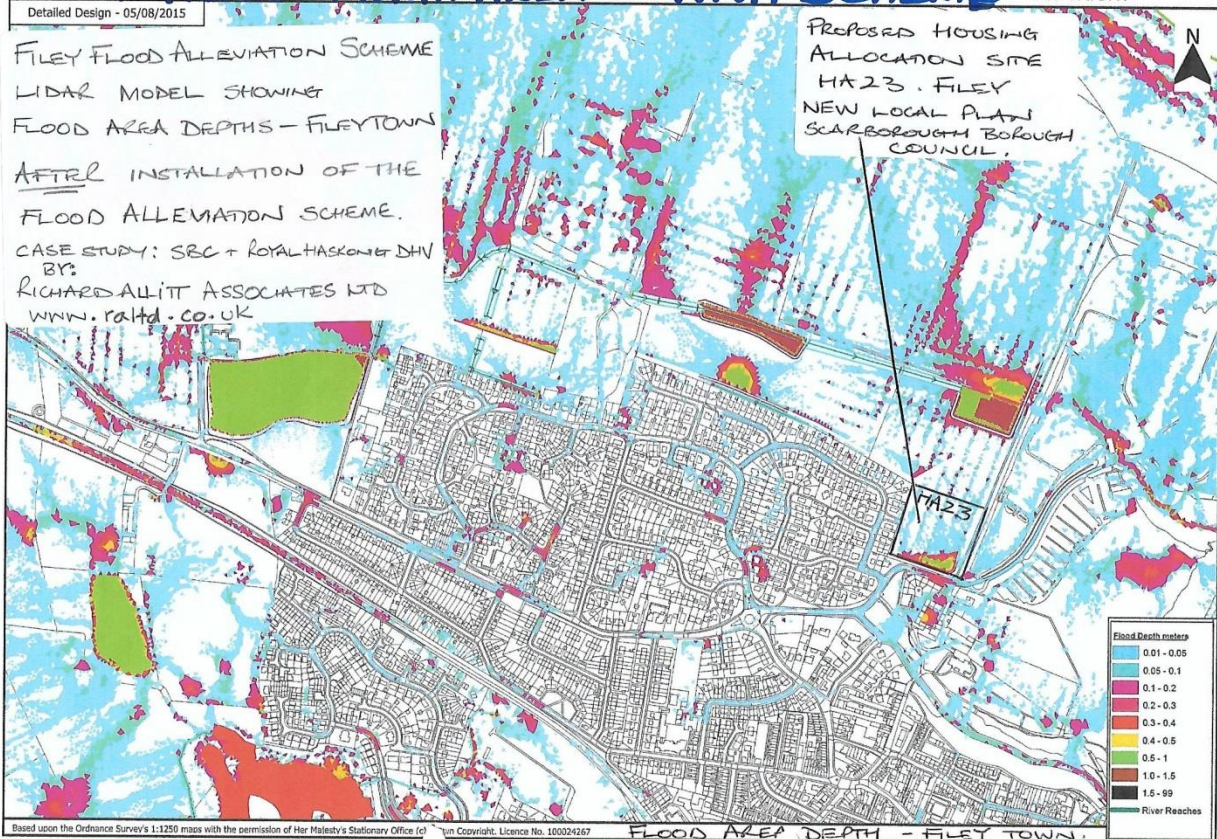 Detailed Design - 05/08/2015
WITH SCHEME
FILEY FLOOD ALLEVIATION SCHEME
LIDAR MODEL SHOWING
FLOOD AREA DEPTHS - FILEY TOWN
AFTER INSTALLATION OF THE
FLOOD ALLEVIATION SCHEME.
CASE STUDY: SBC + ROYAL HASKONIG DHV
BY:
RICHARD ALLITT ASSOCIATES LTD
WWW.raltd.co.uk
PROPOSED HOUSING
ALLOCATION SITE
HA23. FILEY
NEW LOCAL PLAN
SCARBOROUGH BOROUGH
COUNCIL.
N
HA23
Flood Depth meters
0.01 - 0.05
0.05 - 0.1
0.1 - 0.2
0.2 - 0.3
0.3 - 0.4
0.4 - 0.5
0.5 - 1
1.0 - 1.5
1.5 - 99
River Reaches
Based upon the Ordnance Survey's 1:1250 maps with the permission of Her Majesty's Stationary Office (c) Copyright. Licence No. 100024267
FLOOD AREA DEPTH - FILEY TOWN.